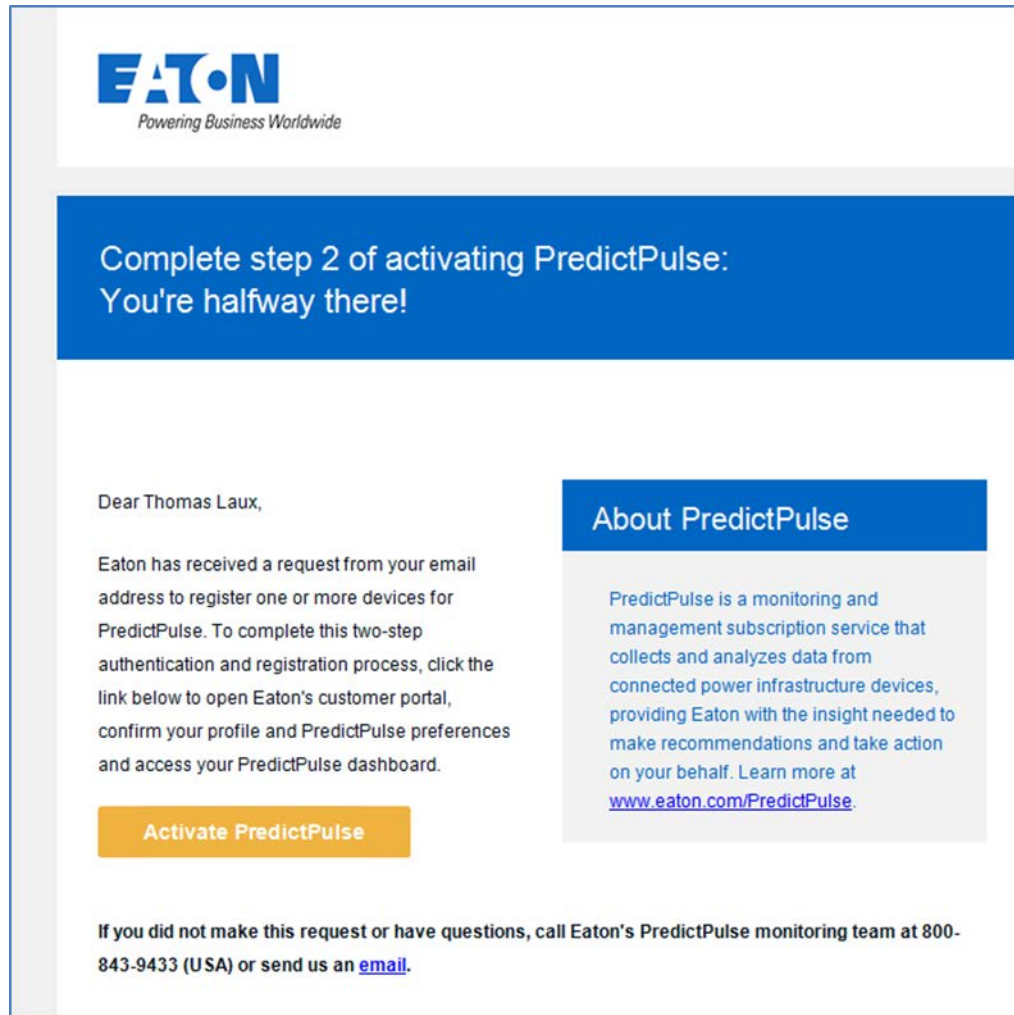 EATON
Powering Business Worldwide
Complete step 2 of activating PredictPulse:
You're halfway there!
Dear Thomas Laux,
Eaton has received a request from your email
address to register one or more devices for
PredictPulse. To complete this two-step
authentication and registration process, click the
link below to open Eaton's customer portal,
confirm your profile and PredictPulse preferences
and access your PredictPulse dashboard.
Activate PredictPulse
About PredictPulse
PredictPulse is a monitoring and
management subscription service that
collects and analyzes data from
connected power infrastructure devices,
providing Eaton with the insight needed to
make recommendations and take action
on your behalf. Learn more at
www.eaton.com/PredictPulse.
If you did not make this request or have questions, call Eaton's PredictPulse monitoring team at 800-
843-9433 (USA) or send us an email.